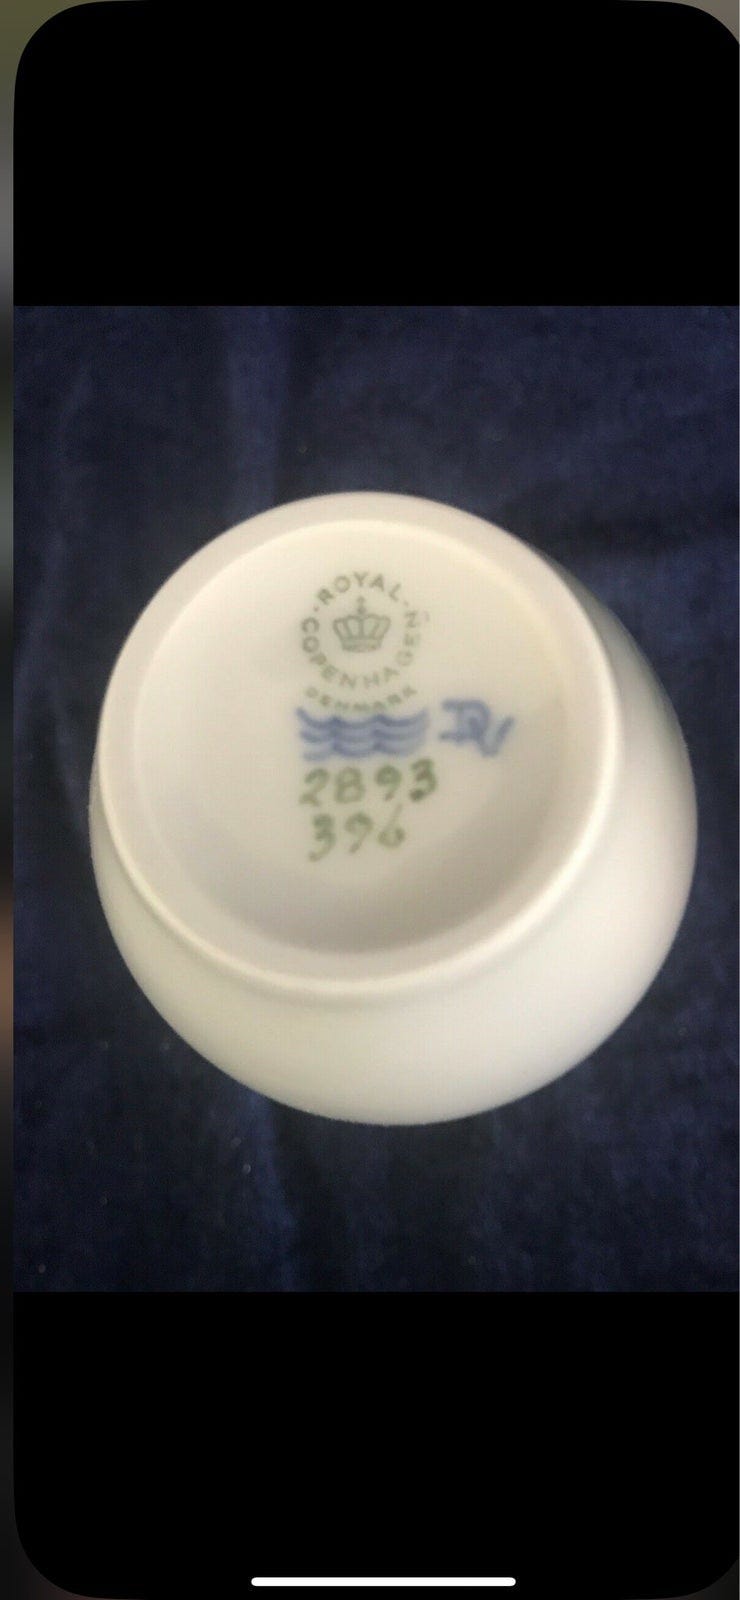 ROYAL
COPENHAGEN
DENMARK
2893
396